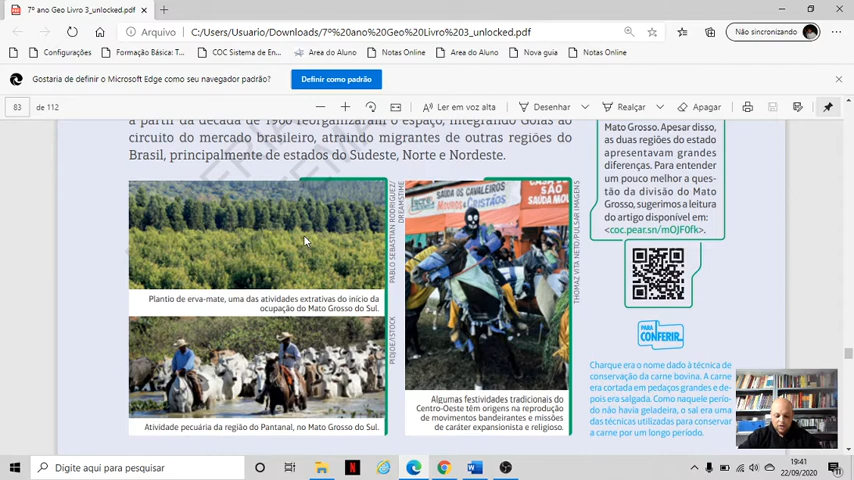 7º ano Geo Livro 3_unlocked.pdf
Arquivo
C:/Users/Usuario/Downloads/7º%20ano%20Geo%20Livro%203_unlocked.pdf
Não sincronizando
Configurações
Formação Básica: T...
COC Sistema de En...
Area do Aluno
Notas Online
Area do Aluno
Nova guia
Notas Online
Gostaria de definir o Microsoft Edge como seu navegador padrão?
Definir como padrão
83
de 112
Ler em voz alta
Desenhar
Realçar
Apagar
a partir da década de 1960 reorganizaram o espaço, integrando Goiás ao
circuito do mercado brasileiro, atraindo migrantes de outras regiões do
Brasil, principalmente de estados do Sudeste, Norte e Nordeste.
PABLO SEBASTIAN RODRIGUEZ/
DREAMSTIME
Plantio de erva-mate, uma das atividades extrativas do início da
ocupação do Mato Grosso do Sul.
Atividade pecuária da região do Pantanal, no Mato Grosso do Sul.
SAÚDA OS CAVALEIROS
MOUROS E CRISTÃOS
CASA DE
SÃO
SAÚDA MOU
THOMAZ VITA NETO/PULSAR IMAGENS
Algumas festividades tradicionais do
Centro-Oeste têm origens na reprodução
de movimentos bandeirantes e missões
de caráter expansionista e religioso.
Mato Grosso. Apesar disso,
as duas regiões do estado
apresentavam grandes
diferenças. Para entender
um pouco melhor a ques-
tão da divisão do Mato
Grosso, sugerimos a leitura
do artigo disponível em:
<coc.pear.sn/mOJF0fk>.
PARA
CONFERIR.
Charque era o nome dado à técnica de
conservação da carne bovina. A carne
era cortada em pedaços grandes e de-
pois era salgada. Como naquele perío-
do não havia geladeira, o sal era uma
das técnicas utilizadas para conservar
a carne por um longo período.
Digite aqui para pesquisar
19:41
22/09/2020